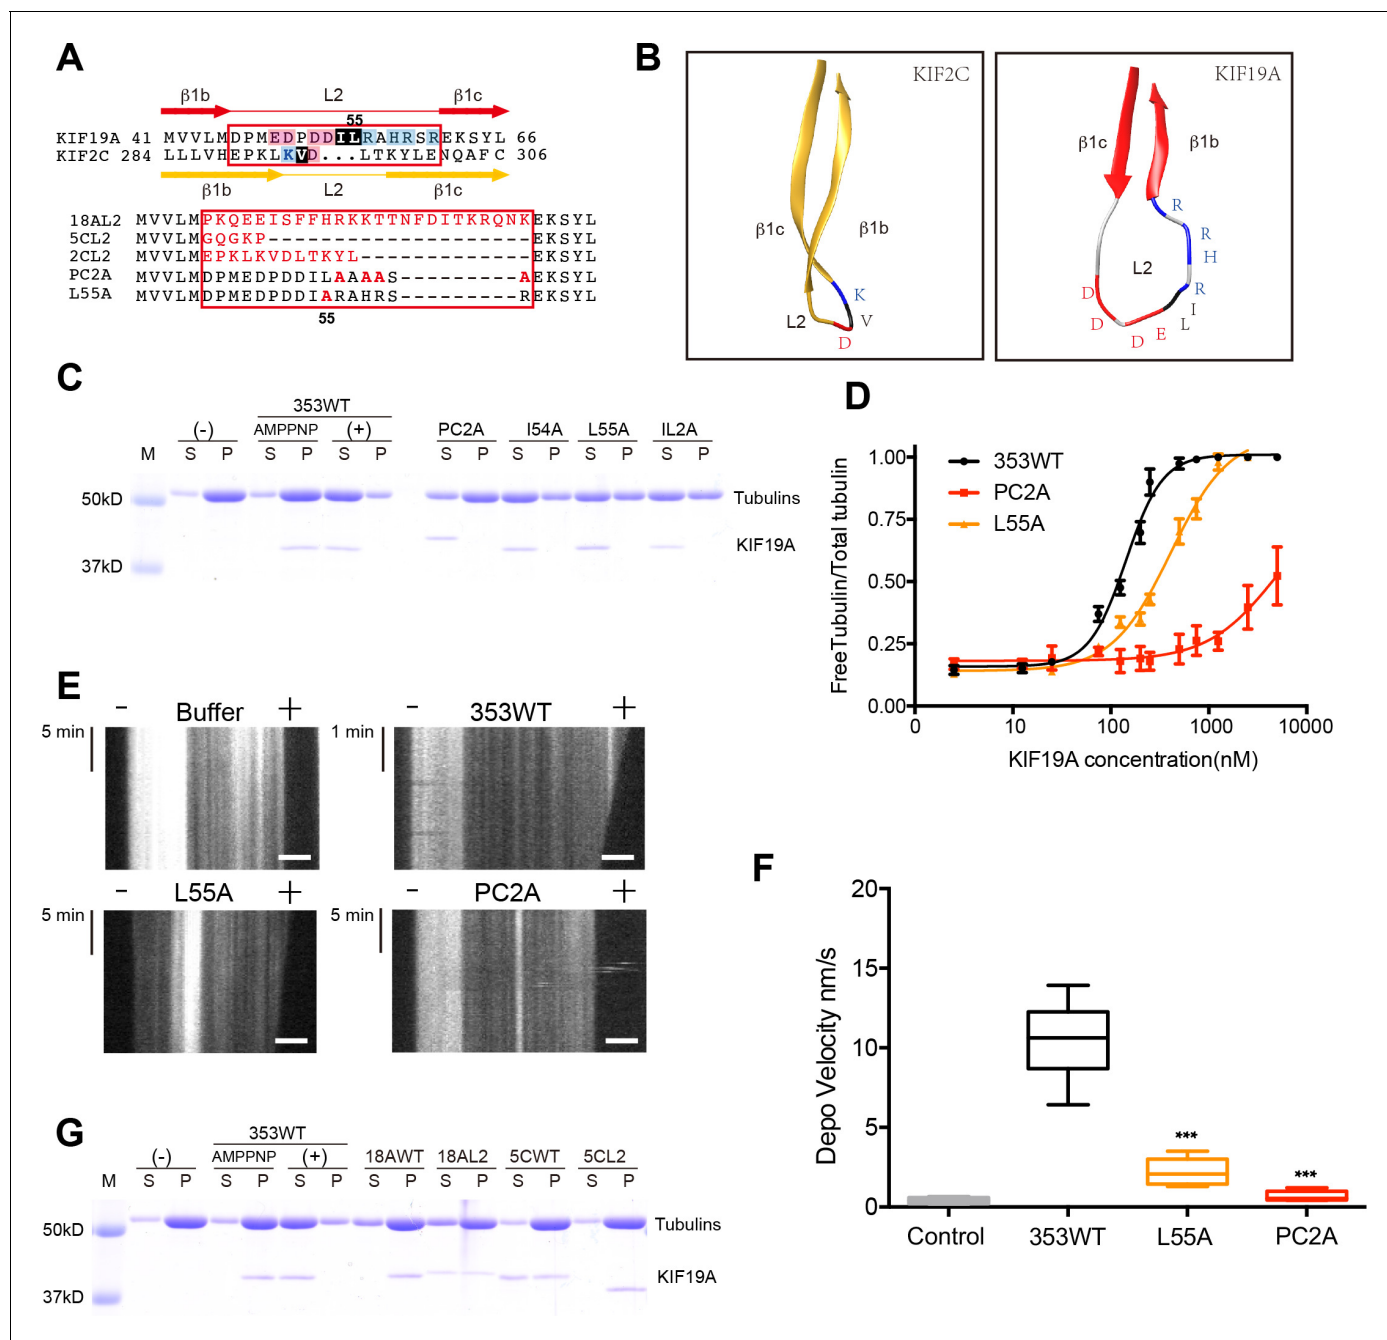 A
β1b L2 β1c
55
KIF19A 41 MVVLMDPMEDPDDILRAHRSREKSYL 66
KIF2C 284 LLLVHEPKLKVD...LTKYLENQAFC 306
β1b L2 β1c
18AL2 MVVLMPKQEEISFFHRKKTTNFDITKRQNKEKSYL
5CL2 MVVLMGQGKP--------------------EKSYL
2CL2 MVVLMEPKLKVDLTKYL-------------EKSYL
PC2A MVVLMDPMEDPDDILAAAAS----------AEKSYL
L55A MVVLMDPMEDPDDIARAHRS----------REKSYL
55
B
KIF2C
β1c
β1b
K
L2
V
D
KIF19A
β1c
β1b
R
R
L2
H
D
R
D
I
D
E
L
C
353WT
(-) AMPPNP (+) PC2A I54A L55A IL2A
M S P S P S P S P S P S P S P
50kD
Tubulins
KIF19A
37kD
D
353WT
PC2A
L55A
FreeTubulin/Total tubulin
1.00
0.75
0.50
0.25
0.00
0 10 100 1000 10000
KIF19A concentration(nM)
E
- Buffer +
5 min
- 353WT +
1 min
- L55A +
5 min
- PC2A +
5 min
F
Depo Velocity nm/s
20
15
10
5
0
***
***
Control 353WT L55A PC2A
G
353WT
(-) AMPPNP (+) 18AWT 18AL2 5CWT 5CL2
M S P S P S P S P S P S P S P
50kD
Tubulins
KIF19A
37kD